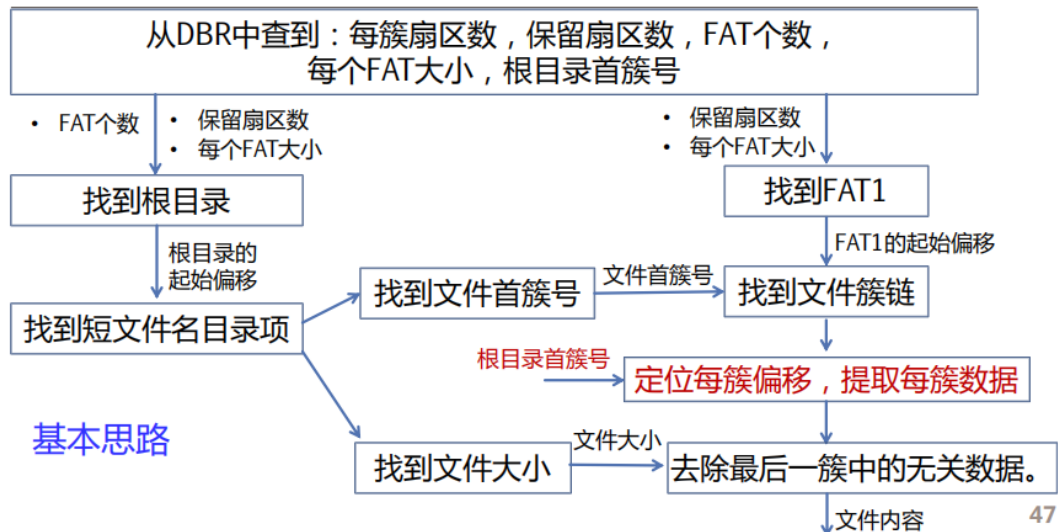 从DBR中查到：每簇扇区数，保留扇区数，FAT个数，
每个FAT大小，根目录首簇号
• FAT个数
• 保留扇区数
• 每个FAT大小
• 保留扇区数
• 每个FAT大小
找到根目录
找到FAT1
根目录的
起始偏移
FAT1的起始偏移
找到短文件名目录项
找到文件首簇号
文件首簇号
找到文件簇链
根目录首簇号
定位每簇偏移，提取每簇数据
基本思路
找到文件大小
文件大小
去除最后一簇中的无关数据。
文件内容
47